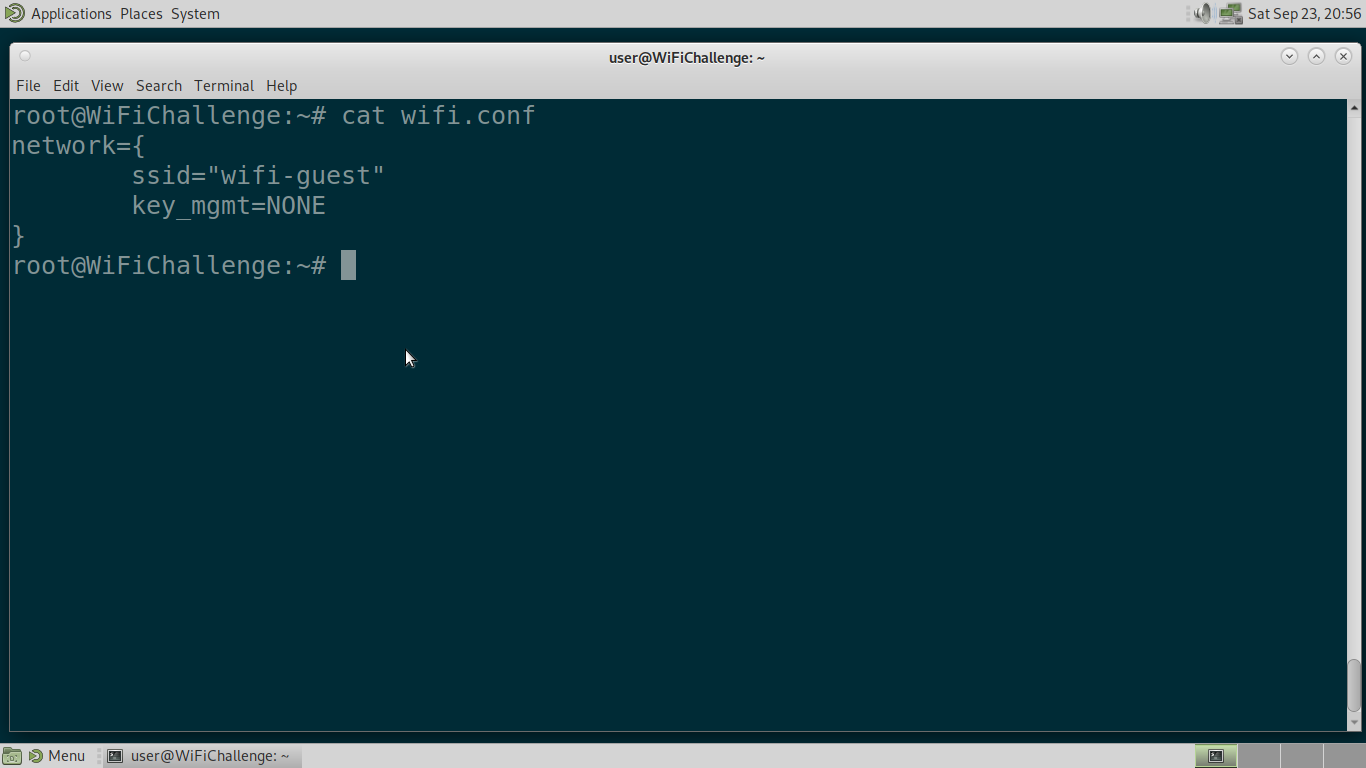 Applications Places System Sat Sep 23, 20:56
user@WiFiChallenge: ~
File Edit View Search Terminal Help
root@WiFiChallenge:~# cat wifi.conf
network={
        ssid="wifi-guest"
        key_mgmt=NONE
}
root@WiFiChallenge:~#
Menu user@WiFiChallenge: ~